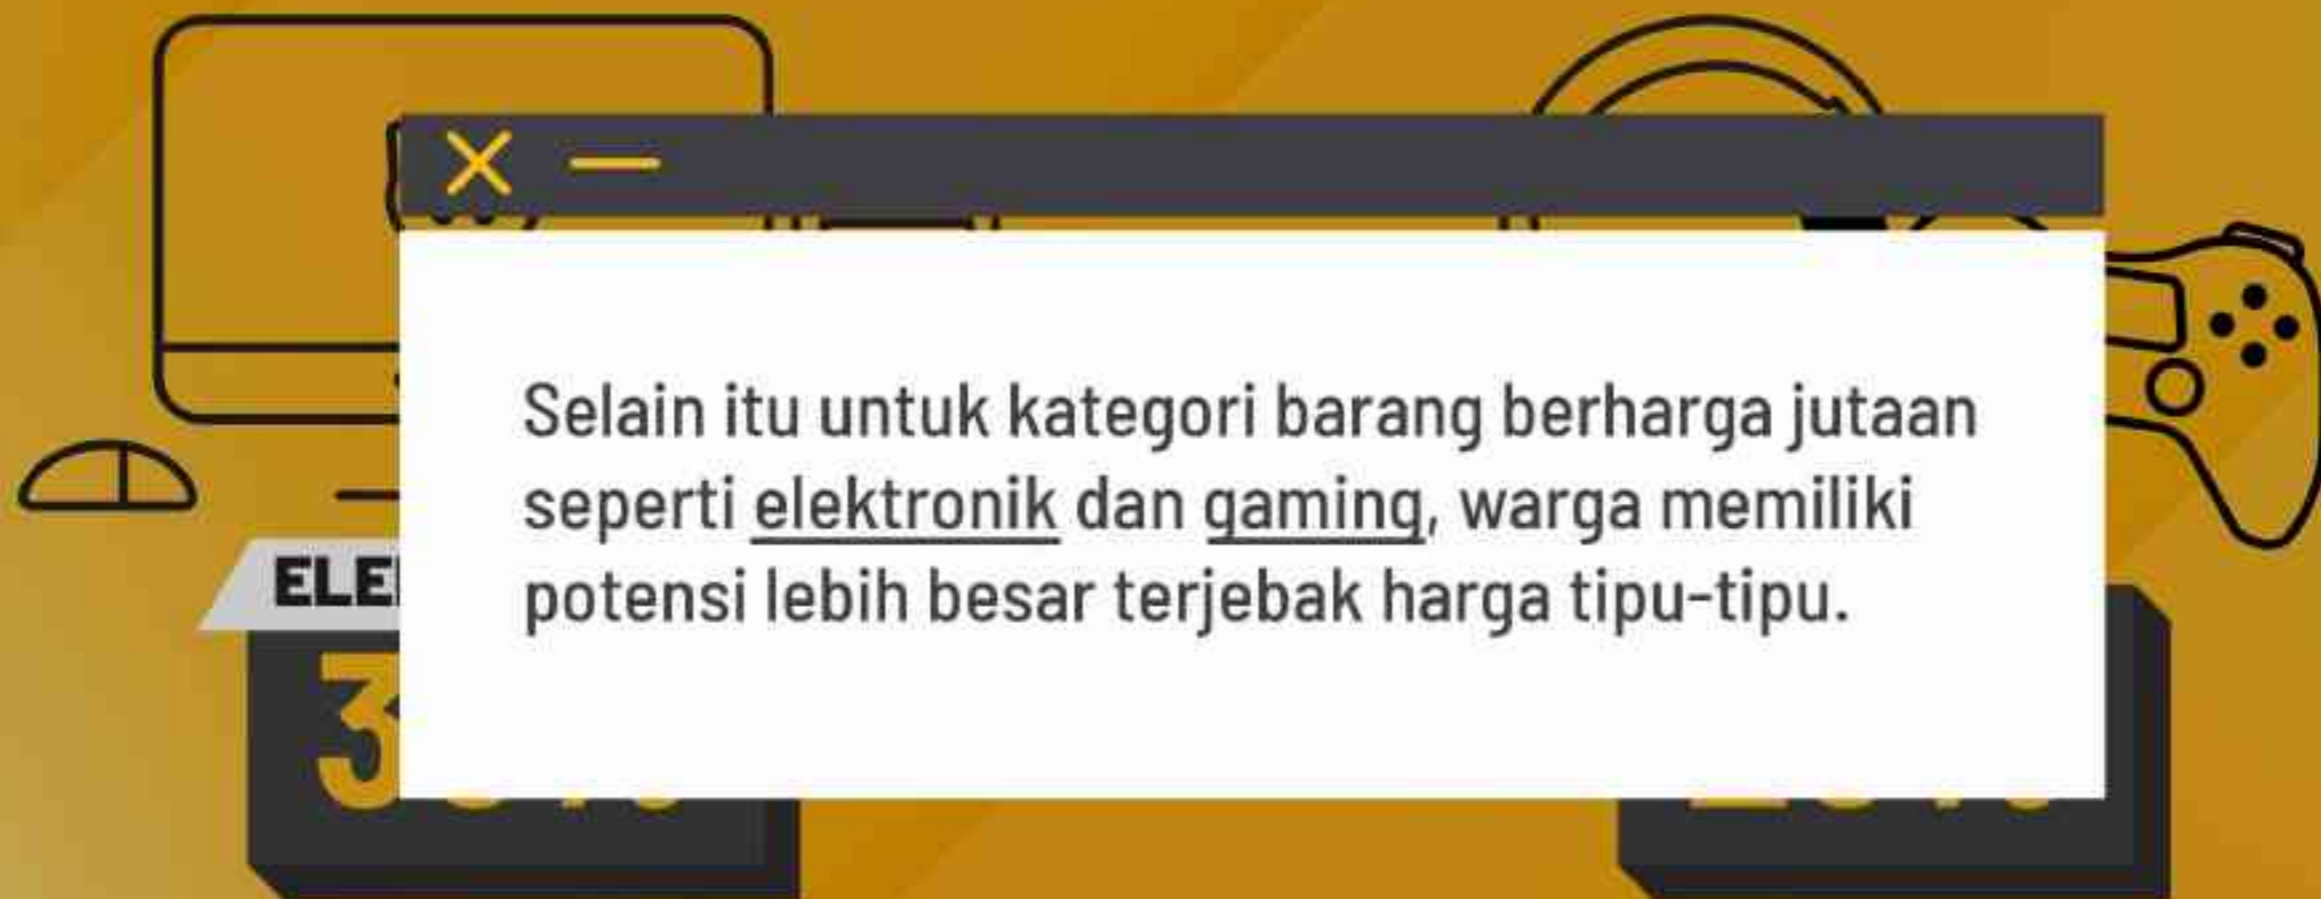 Selain itu untuk kategori barang berharga jutaan
seperti elektronik dan gaming, warga memiliki
potensi lebih besar terjebak harga tipu-tipu.